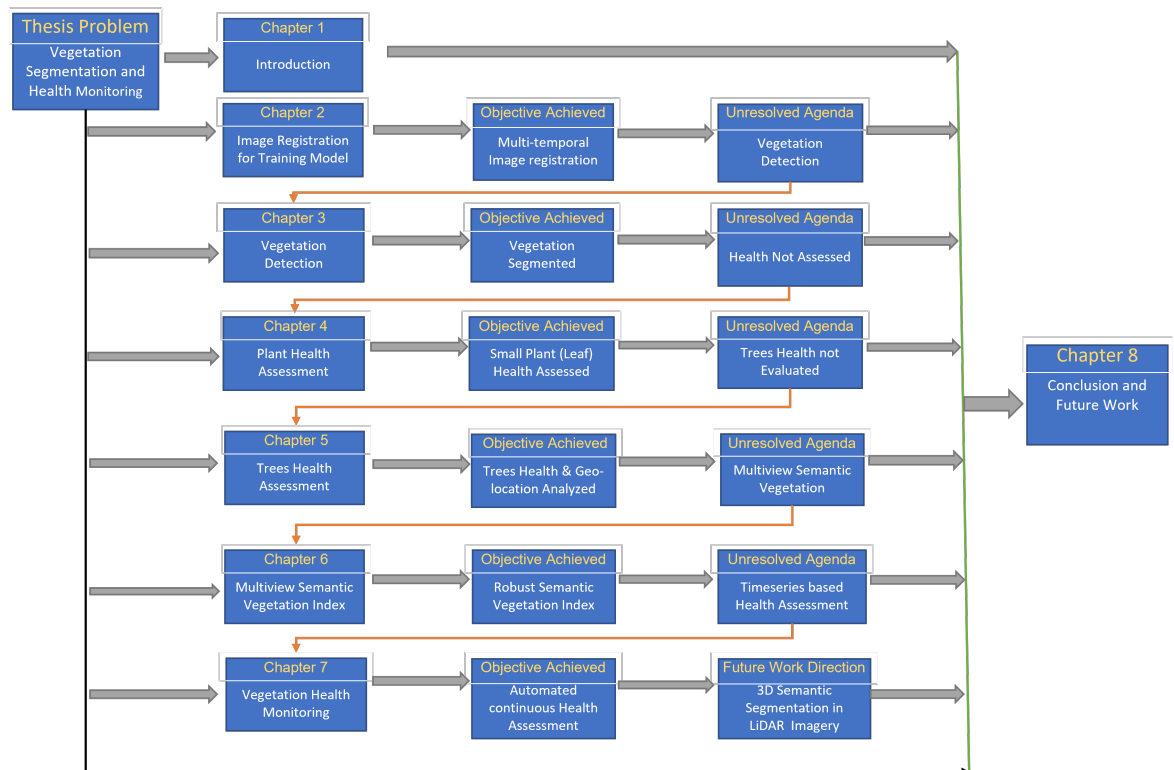 Thesis Problem
Vegetation
Segmentation and
Health Monitoring
Chapter 1
Introduction
Chapter 2
Image Registration
for Training Model
Objective Achieved
Multi-temporal
Image registration
Unresolved Agenda
Vegetation
Detection
Chapter 3
Vegetation
Detection
Objective Achieved
Vegetation
Segmented
Unresolved Agenda
Health Not Assessed
Chapter 4
Plant Health
Assessment
Objective Achieved
Small Plant (Leaf)
Health Assessed
Unresolved Agenda
Trees Health not
Evaluated
Chapter 5
Trees Health
Assessment
Objective Achieved
Trees Health & Geo-
location Analyzed
Unresolved Agenda
Multiview Semantic
Vegetation
Chapter 6
Multiview Semantic
Vegetation Index
Objective Achieved
Robust Semantic
Vegetation Index
Unresolved Agenda
Timeseries based
Health Assessment
Chapter 7
Vegetation Health
Monitoring
Objective Achieved
Automated
continuous Health
Assessment
Future Work Direction
3D Semantic
Segmentation in
LiDAR Imagery
Chapter 8
Conclusion and
Future Work